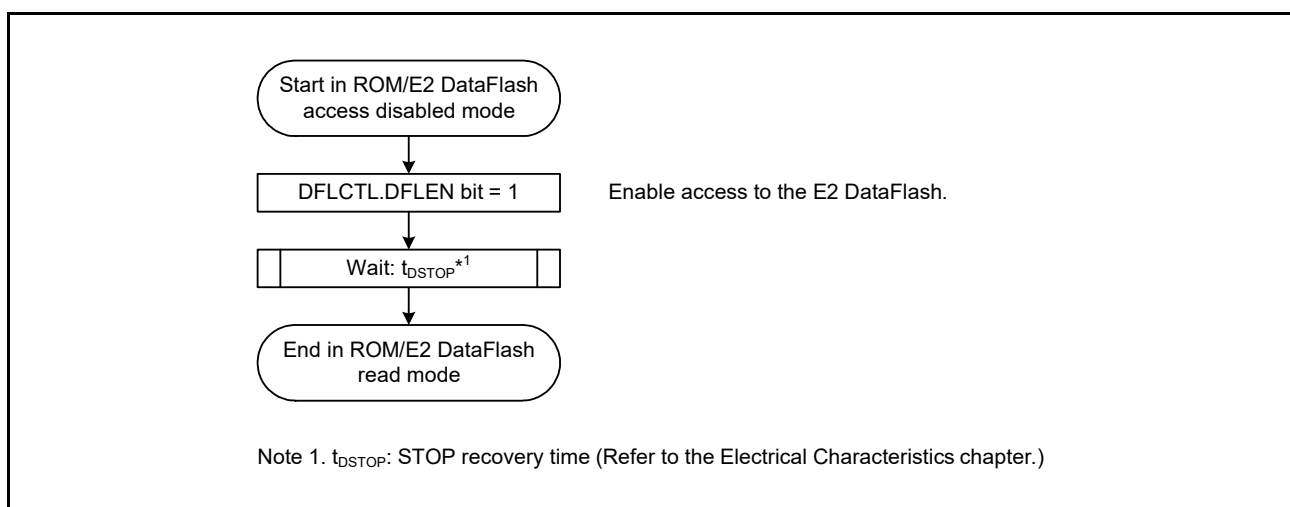 Start in ROM/E2 DataFlash
access disabled mode
DFLCTL.DFLEN bit = 1
Enable access to the E2 DataFlash.
Wait: tDSTOP*1
End in ROM/E2 DataFlash
read mode
Note 1. tDSTOP: STOP recovery time (Refer to the Electrical Characteristics chapter.)